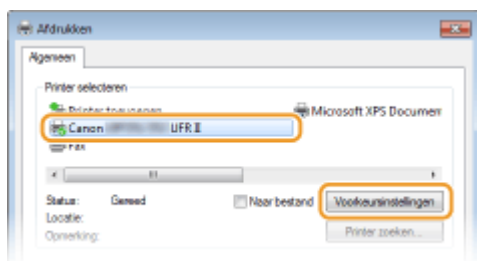 Afdrukken
Algemeen
Printer selecteren
Printer toevoegen
Microsoft XPS Documen
Canon UFR II
Fax
Status: Gereed
Naar bestand
Voorkeursinstellingen
Locatie:
Opmerking:
Printer zoeken...